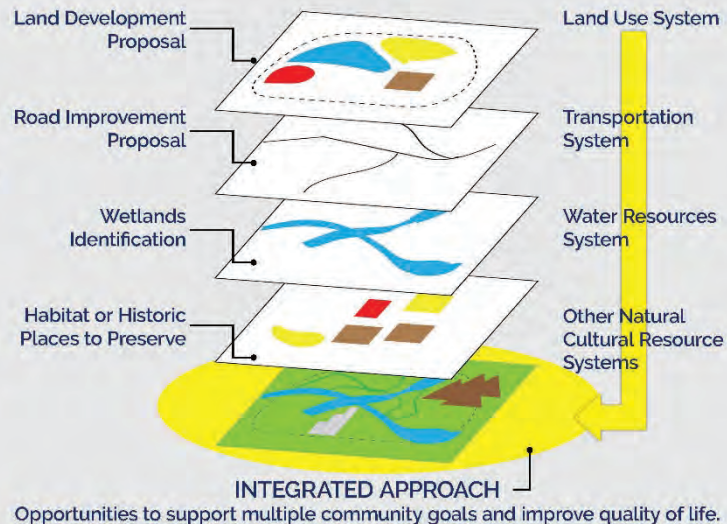 Land Development
Proposal
Land Use System
Road Improvement
Proposal
Transportation
System
Wetlands
Identification
Water Resources
System
Habitat or Historic
Places to Preserve
Other Natural
Cultural Resource
Systems
INTEGRATED APPROACH
Opportunities to support multiple community goals and improve quality of life.